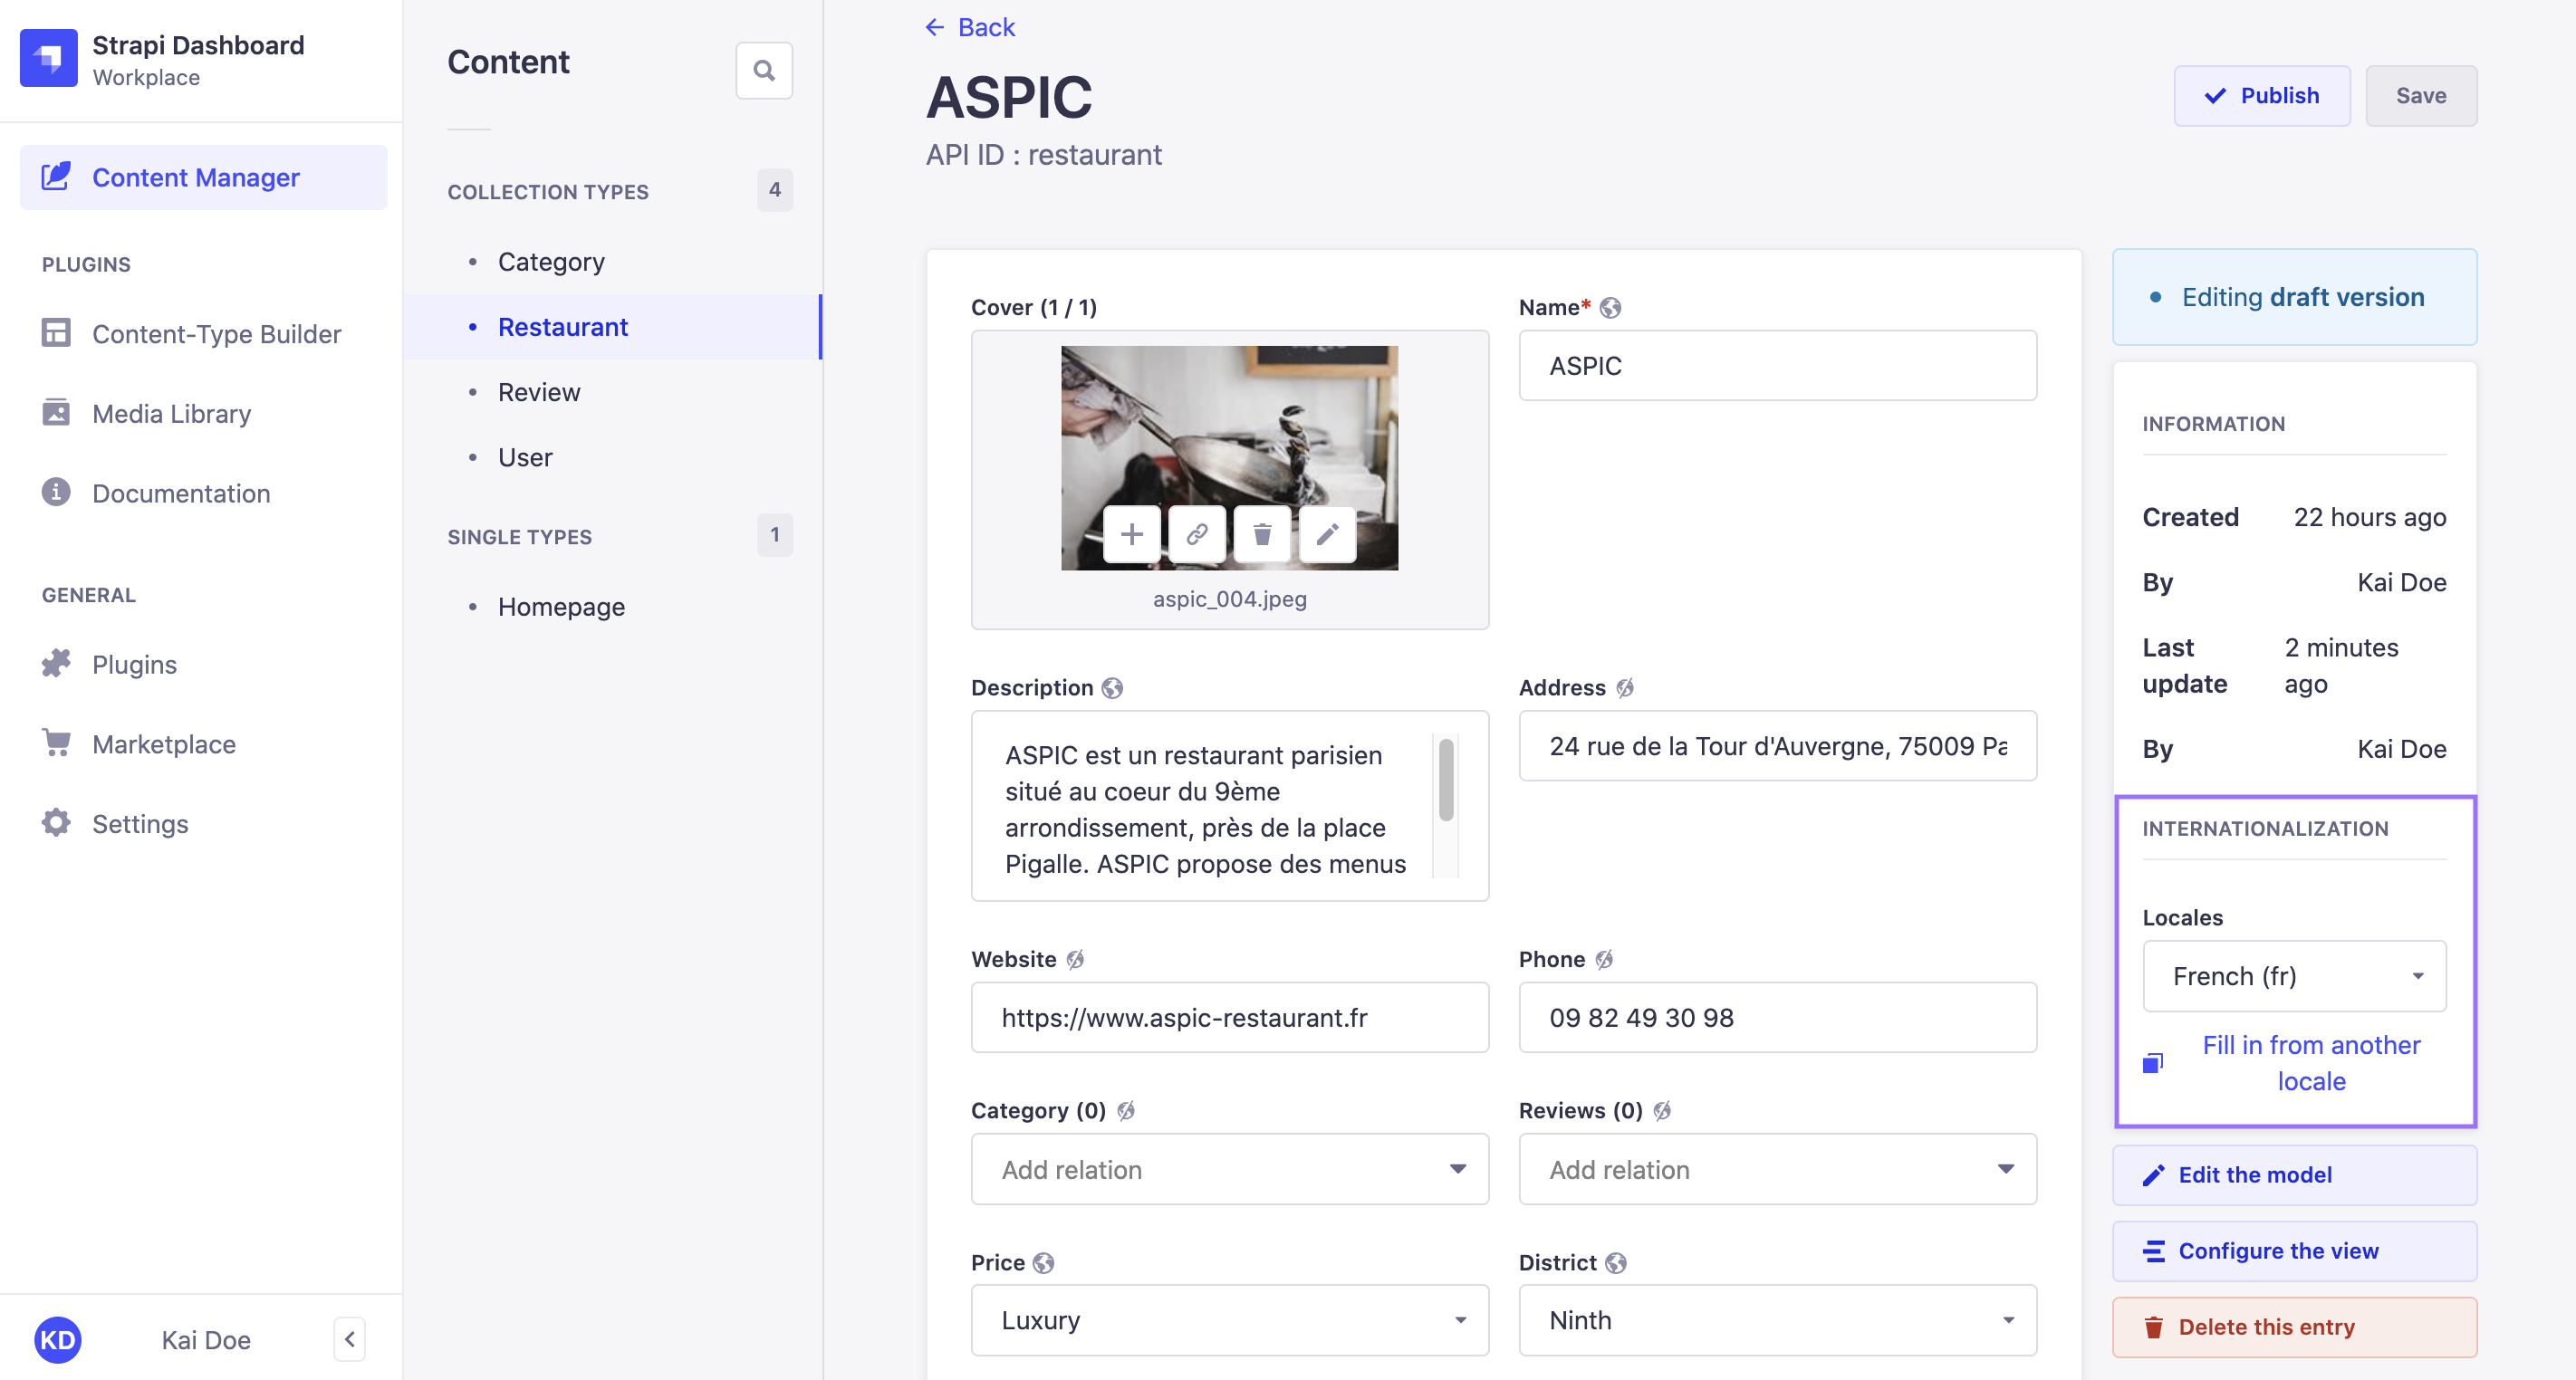 Strapi Dashboard
Workplace
Content Manager
PLUGINS
Content-Type Builder
Media Library
Documentation
GENERAL
Plugins
Marketplace
Settings
KD
Kai Doe
Content
COLLECTION TYPES
4
Category
Restaurant
Review
User
SINGLE TYPES
1
Homepage
Back
ASPIC
API ID : restaurant
Publish
Save
Cover (1 / 1)
aspic_004.jpeg
Name*
ASPIC
Description
ASPIC est un restaurant parisien
situé au coeur du 9ème
arrondissement, près de la place
Pigalle. ASPIC propose des menus
Address
24 rue de la Tour d'Auvergne, 75009 Pa
Website
https://www.aspic-restaurant.fr
Phone
09 82 49 30 98
Category (0)
Add relation
Reviews (0)
Add relation
Price
Luxury
District
Ninth
Editing draft version
INFORMATION
Created
22 hours ago
By
Kai Doe
Last
update
2 minutes
ago
By
Kai Doe
INTERNATIONALIZATION
Locales
French (fr)
Fill in from another
locale
Edit the model
Configure the view
Delete this entry